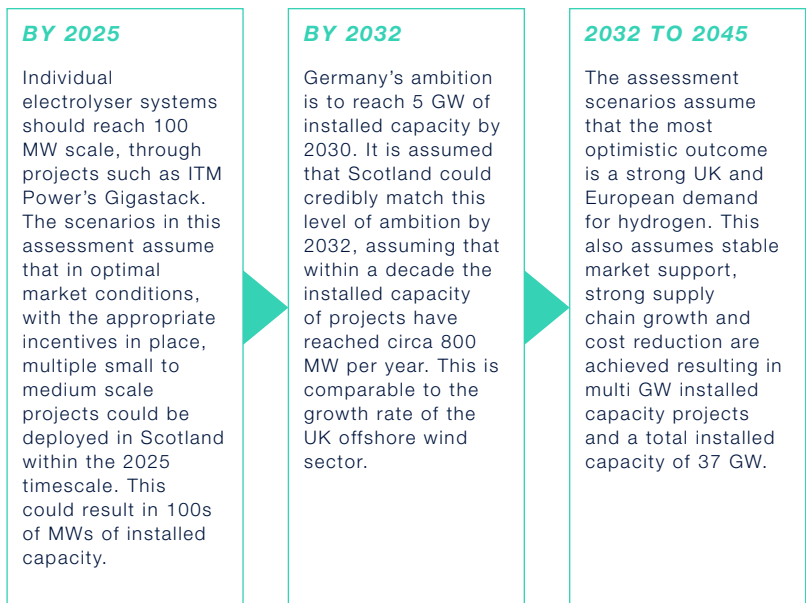 BY 2025
Individual
electrolyser systems
should reach 100
MW scale, through
projects such as ITM
Power’s Gigastack.
The scenarios in this
assessment assume
that in optimal
market conditions,
with the appropriate
incentives in place,
multiple small to
medium scale
projects could be
deployed in Scotland
within the 2025
timescale. This
could result in 100s
of MWs of installed
capacity.
BY 2032
Germany’s ambition
is to reach 5 GW of
installed capacity by
2030. It is assumed
that Scotland could
credibly match this
level of ambition by
2032, assuming that
within a decade the
installed capacity
of projects have
reached circa 800
MW per year. This is
comparable to the
growth rate of the
UK offshore wind
sector.
2032 TO 2045
The assessment
scenarios assume
that the most
optimistic outcome
is a strong UK and
European demand
for hydrogen. This
also assumes stable
market support,
strong supply
chain growth and
cost reduction are
achieved resulting in
multi GW installed
capacity projects
and a total installed
capacity of 37 GW.